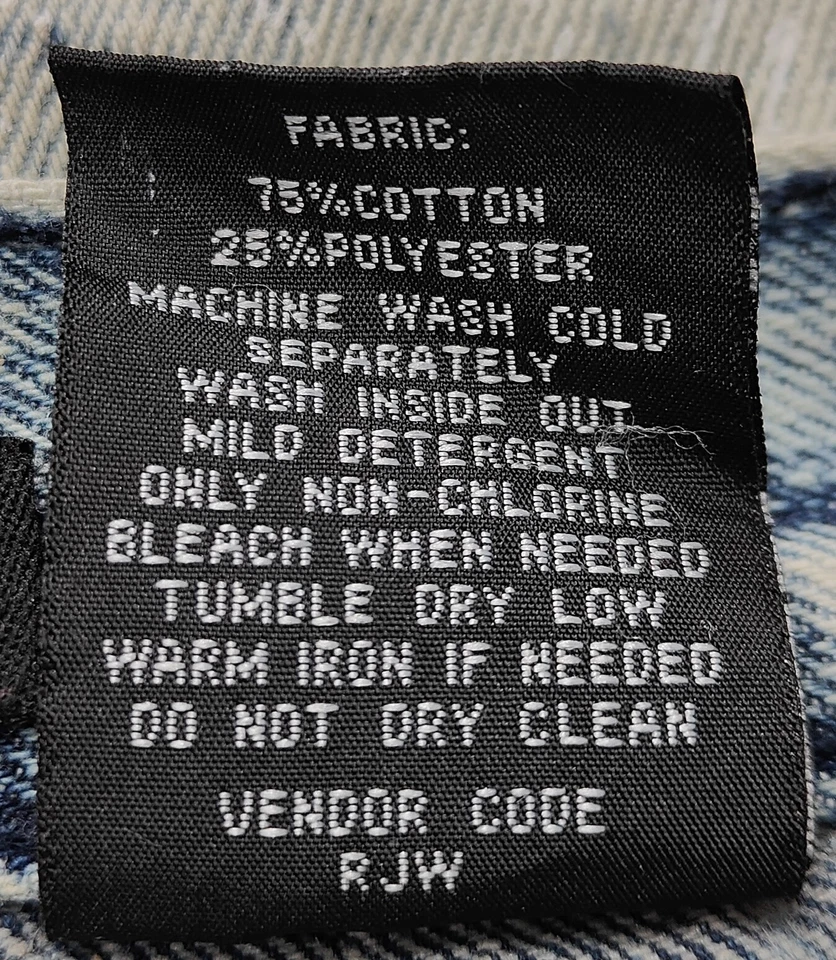 FABRIC:
75%COTTON
25%POLYESTER
MACHINE WASH COLD
SEPARATELY
WASH INSIDE OUT
MILD DETERGENT
ONLY NON-CHLORINE
BLEACH WHEN NEEDED
TUMBLE DRY LOW
WARM IRON IF NEEDED
DO NOT DRY CLEAN
VENDOR CODE
RJW